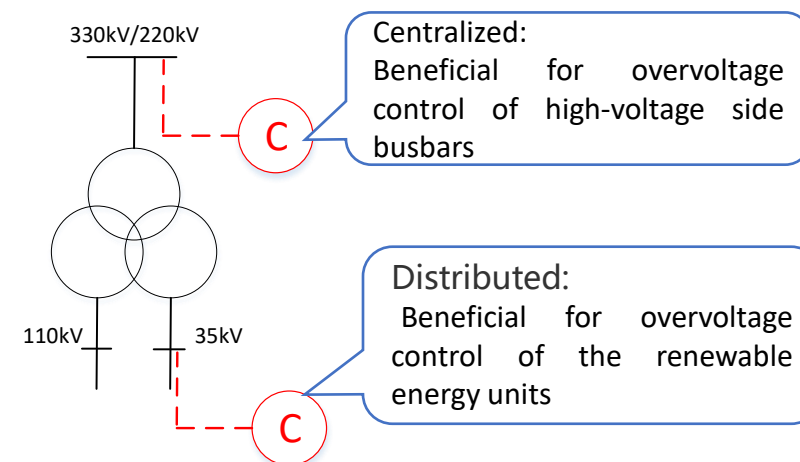 330kV/220kV
Centralized:
Beneficial for overvoltage
control of high-voltage side
busbars
C
Distributed:
Beneficial for overvoltage
control of the renewable
energy units
110kV
35kV
C